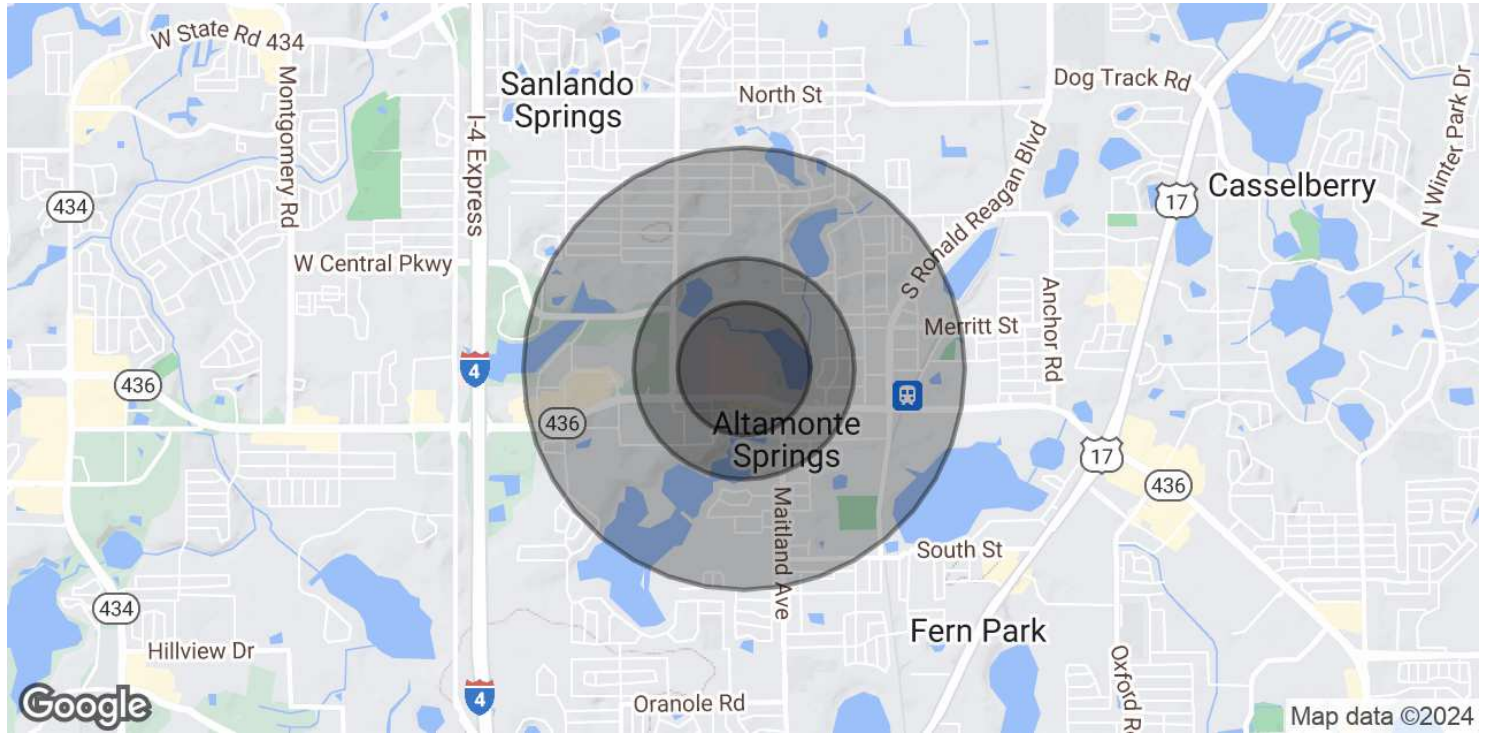 W State Rd 434
Montgomery Rd
Sanlando
Springs
I-4 Express
North St
Dog Track Rd
S Ronald Reagan Blvd
17
Casselberry
N Winter Park Dr
434
W Central Pkwy
Anchor Rd
Merritt St
4
436
436
Altamonte
Springs
17
436
Maitland Ave
South St
434
Fern Park
Hillview Dr
Oxford R
4
Oranole Rd
Google
Map data ©2024